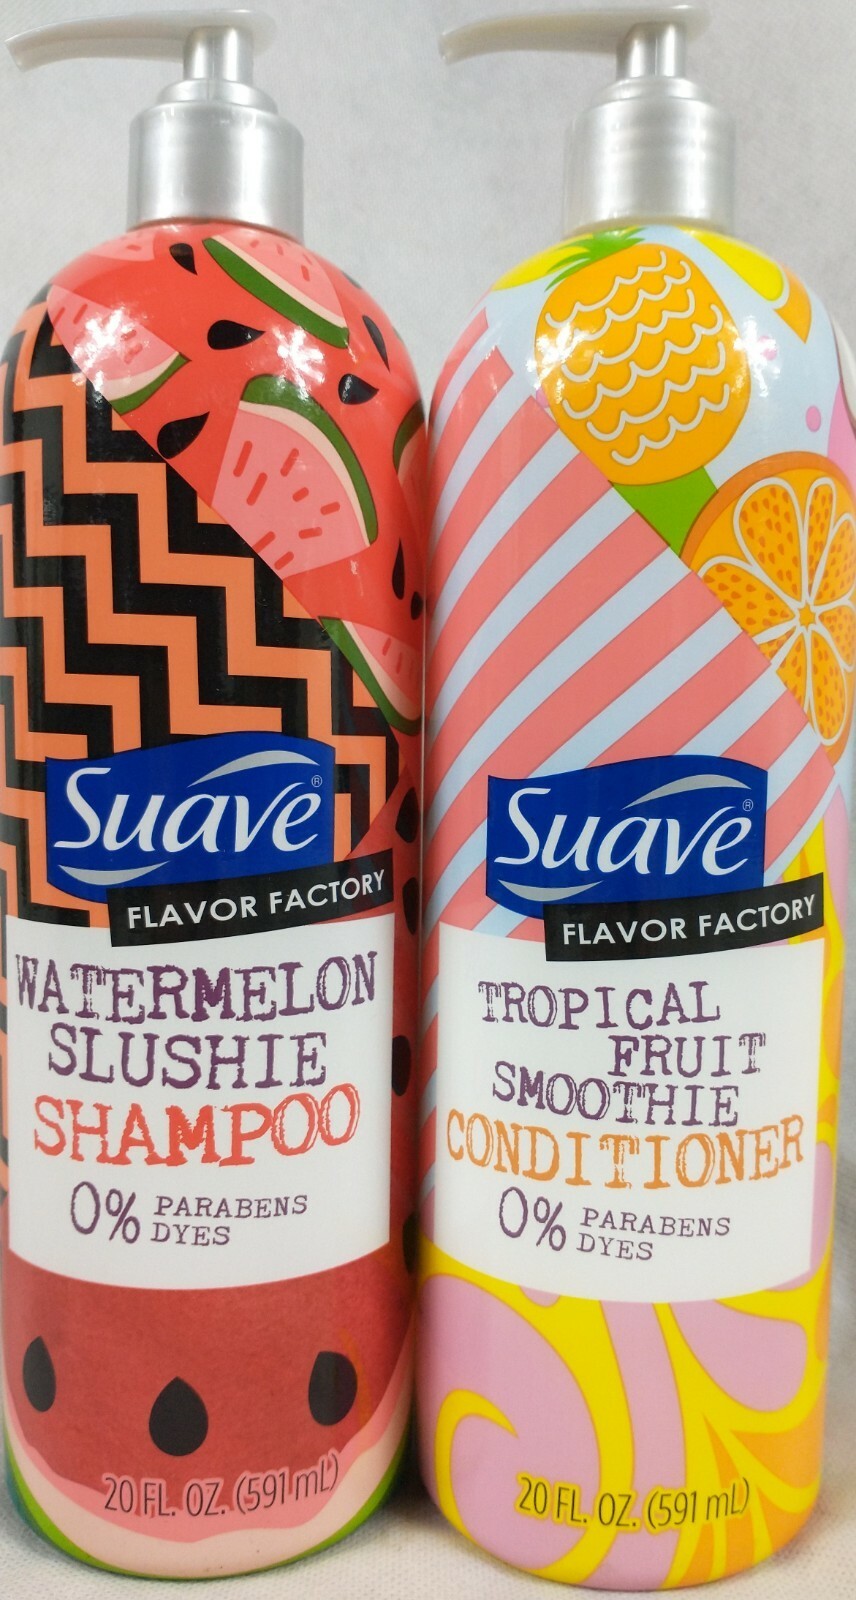 Suave®
FLAVOR FACTORY
WATERMELON
SLUSHIE
SHAMPOO
0% PARABENS
DYES
20 FL. OZ. (591 mL)
Suave®
FLAVOR FACTORY
TROPICAL
FRUIT
SMOOTHIE
CONDITIONER
0% PARABENS
DYES
20 FL. OZ. (591 mL)